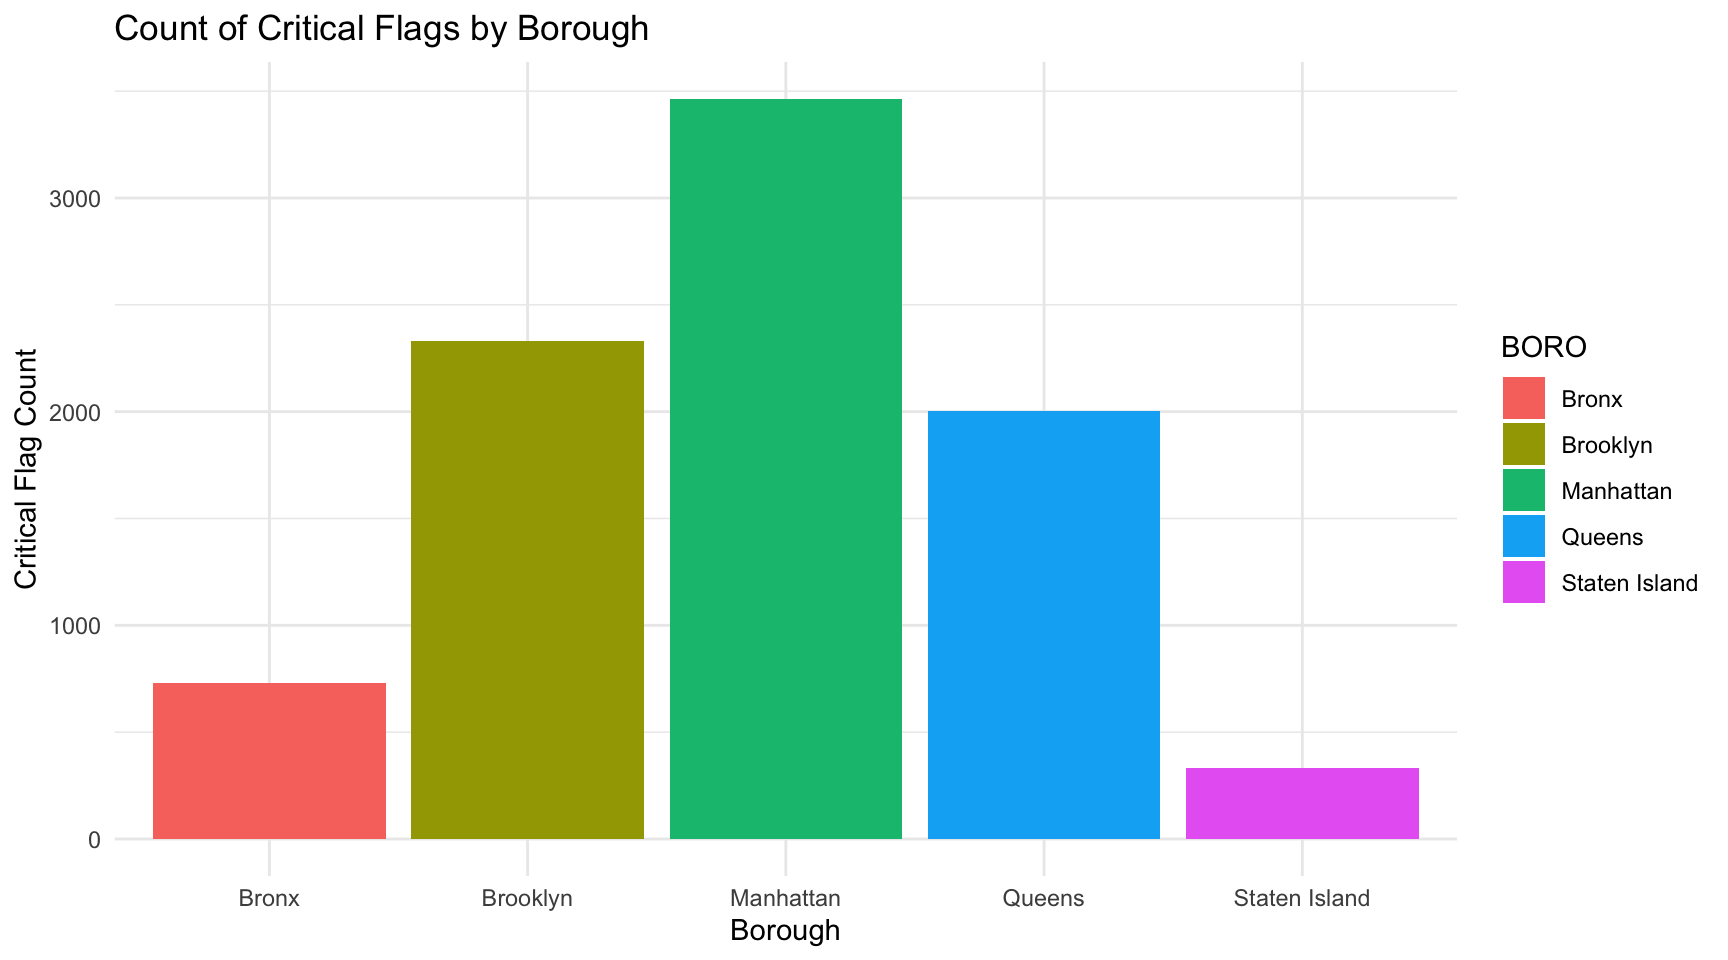 Count of Critical Flags by Borough
Critical Flag Count
3000
2000
1000
0
Bronx
Brooklyn
Manhattan
Queens
Staten Island
Borough
BORO
Bronx
Brooklyn
Manhattan
Queens
Staten Island